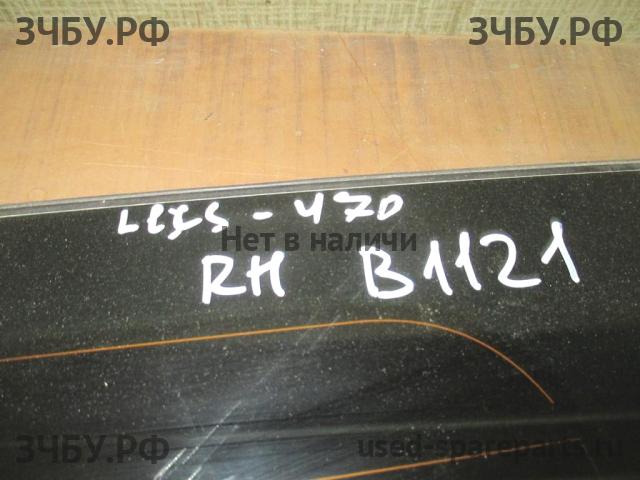 ЗЧБУ.РФ ЗЧБУ.РФ
LEXS - 470
Нет в наличи
RH B1121
ЗЧБУ.РФ used-spareparts.ru